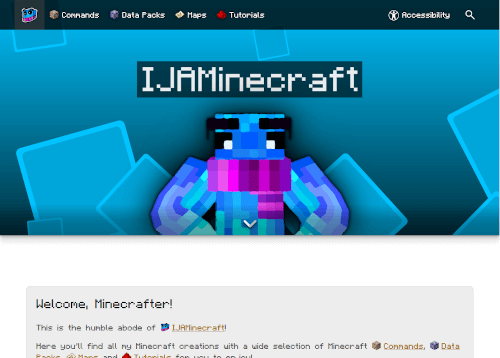 Commands Data Packs Maps Tutorials Accessibility
IJAMinecraft
Welcome, Minecrafter!
This is the humble abode of IJAMinecraft!
Here you'll find all my Minecraft creations with a wide selection of Minecraft Commands, Data
Packs, Maps and Tutorials for you to enjoy!